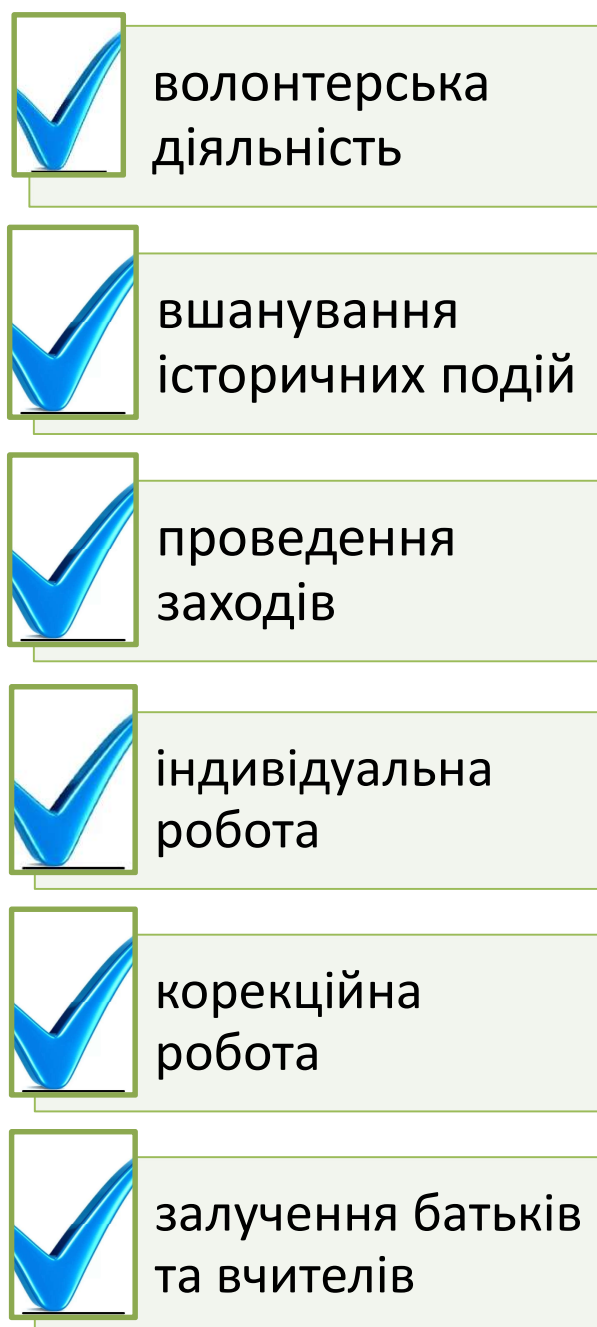 волонтерська
діяльність
вшанування
історичних подій
проведення
заходів
індивідуальна
робота
корекційна
робота
залучення батьків
та вчителів